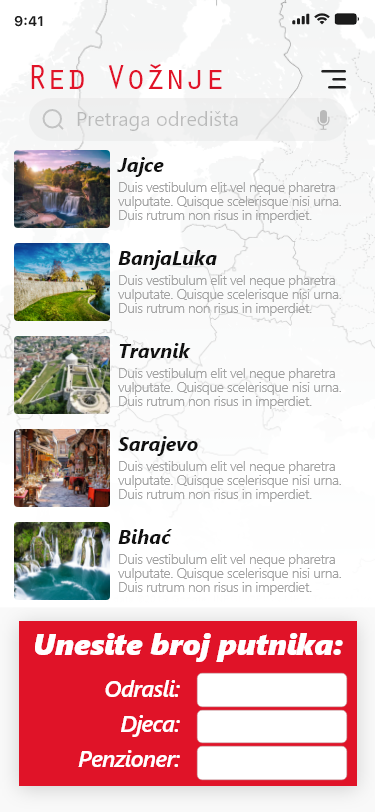 9:41
Red Vožnje
Pretraga odredišta
Jajce
Duis vestibulum elit vel neque pharetra
vulputate. Quisque scelerisque nisi urna.
Duis rutrum non risus in imperdiet.
BanjaLuka
Duis vestibulum elit vel neque pharetra
vulputate. Quisque scelerisque nisi urna.
Duis rutrum non risus in imperdiet.
Travnik
Duis vestibulum elit vel neque pharetra
vulputate. Quisque scelerisque nisi urna.
Duis rutrum non risus in imperdiet.
Sarajevo
Duis vestibulum elit vel neque pharetra
vulputate. Quisque scelerisque nisi urna.
Duis rutrum non risus in imperdiet.
Bihać
Duis vestibulum elit vel neque pharetra
vulputate. Quisque scelerisque nisi urna.
Duis rutrum non risus in imperdiet.
Unesite broj putnika:
Odrasli:
Djeca:
Penzioner: